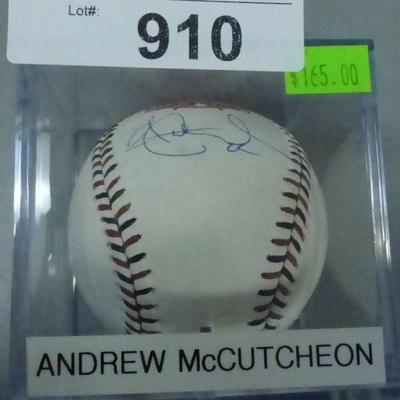 Lot#:
910
$165.00
ANDREW McCUTCHEON